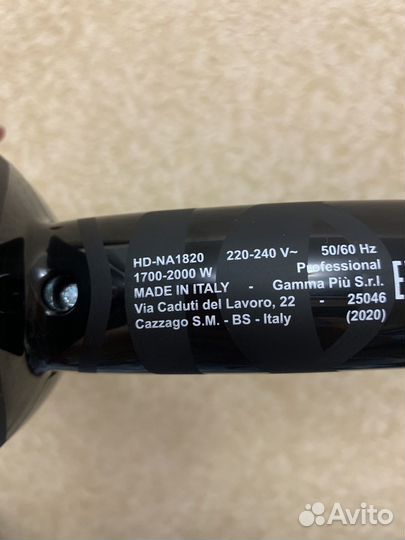 HD-NA1820 220-240 V~ 50/60 Hz
1700-2000 W Professional
MADE IN ITALY - Gamma Più S.r.l.
Via Caduti del Lavoro, 22 - 25046
Cazzago S.M. - BS - Italy (2020)
Avito